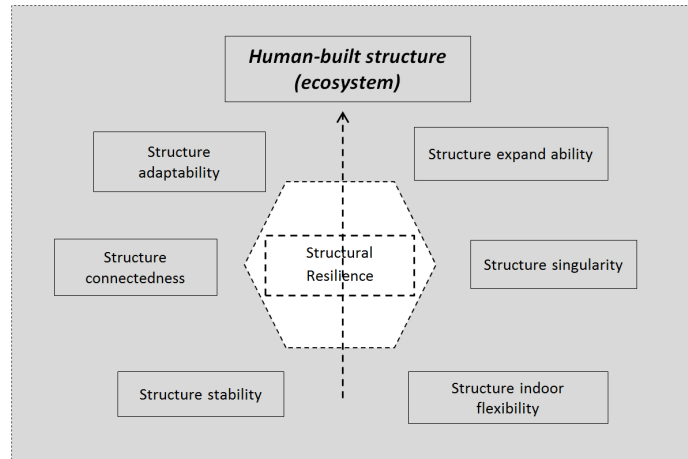 Human-built structure
(ecosystem)
Structure
adaptability
Structure expand ability
Structure
connectedness
Structural
Resilience
Structure singularity
Structure stability
Structure indoor
flexibility